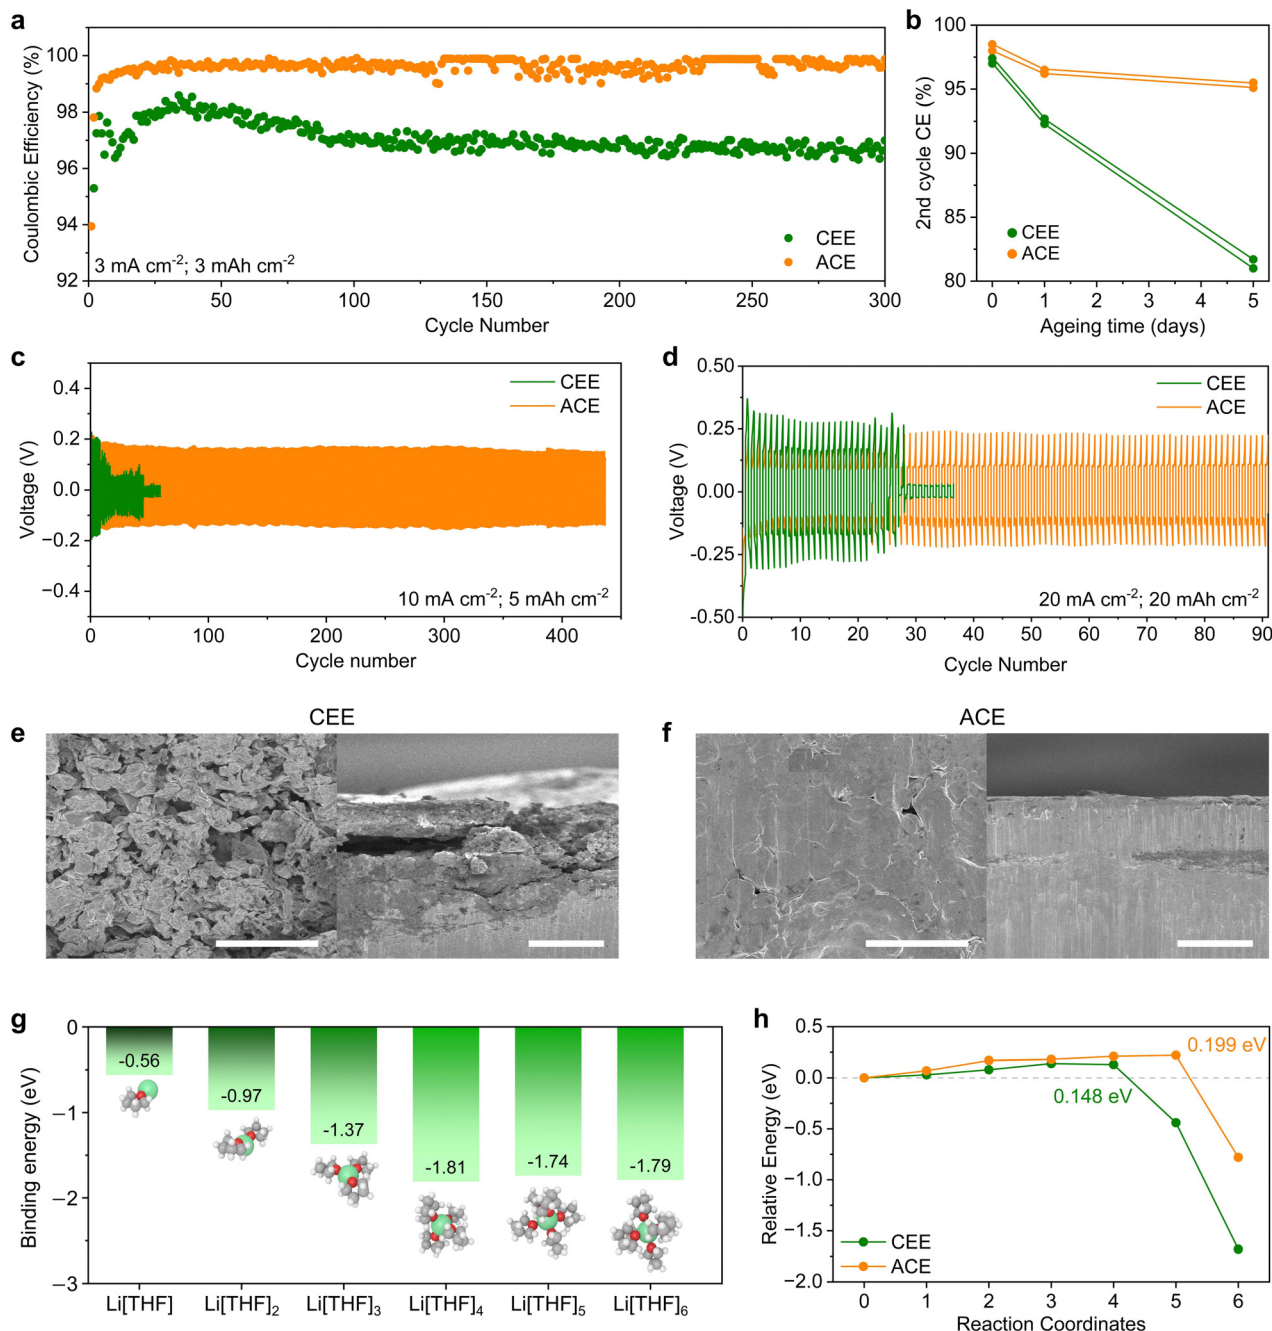 a
Coulombic Efficiency (%)
100
98
96
94
92
0
50
100
150
200
250
300
Cycle Number
CEE
ACE
3 mA cm⁻²; 3 mAh cm⁻²
b
2nd cycle CE (%)
100
95
90
85
80
0
1
2
3
4
5
Ageing time (days)
CEE
ACE
c
Voltage (V)
0.4
0.2
0.0
−0.2
−0.4
0
100
200
300
400
Cycle number
CEE
ACE
10 mA cm⁻²; 5 mAh cm⁻²
d
Voltage (V)
0.50
0.25
0.00
-0.25
-0.50
0
10
20
30
40
50
60
70
80
90
Cycle Number
CEE
ACE
20 mA cm⁻²; 20 mAh cm⁻²
e
CEE
f
ACE
g
Binding energy (eV)
0
−1
−2
−3
-0.56
-0.97
-1.37
-1.81
-1.74
-1.79
Li[THF]
Li[THF]₂
Li[THF]₃
Li[THF]₄
Li[THF]₅
Li[THF]₆
h
Relative Energy (eV)
0.5
0.0
−0.5
−1.0
−1.5
−2.0
0.199 eV
0.148 eV
CEE
ACE
0
1
2
3
4
5
6
Reaction Coordinates